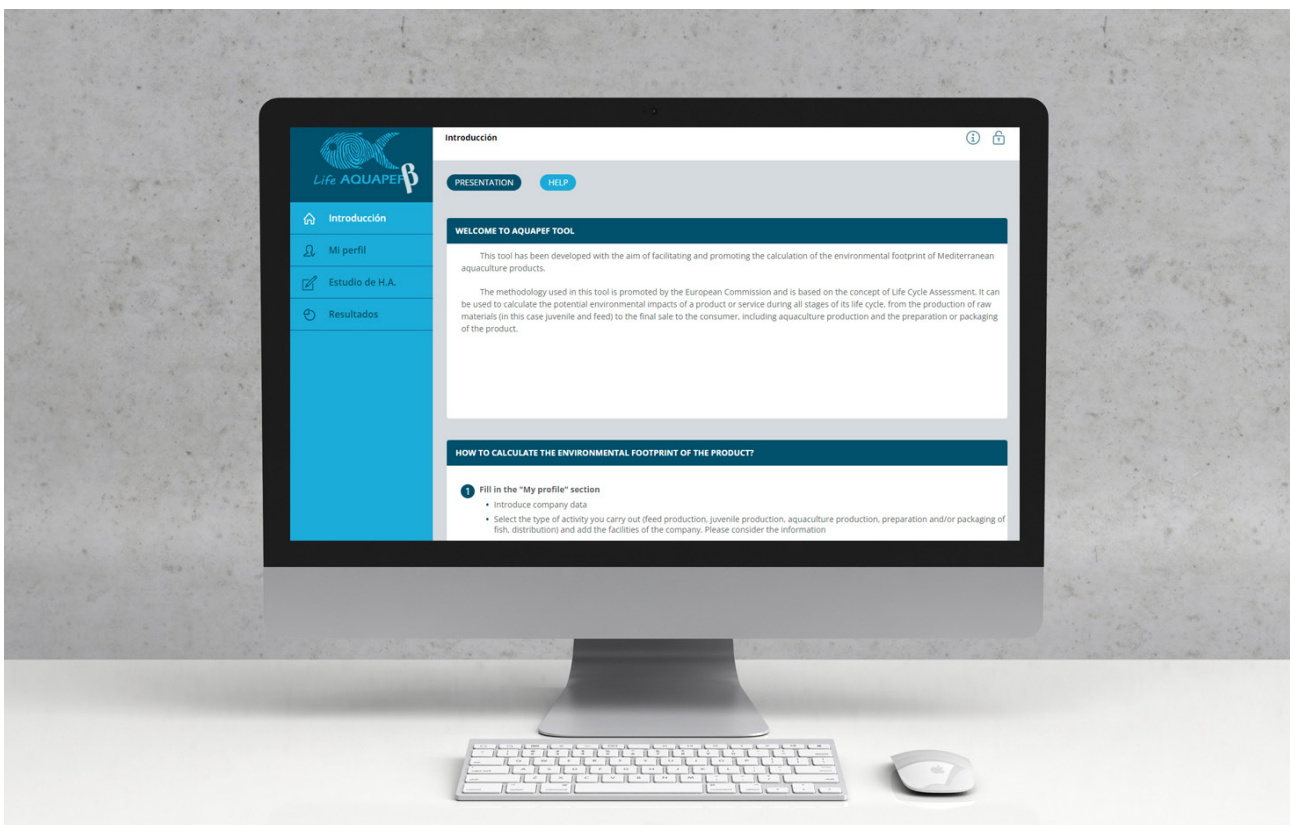 Life AQUAPEF β
Introducción
Mi perfil
Estudio de H.A.
Resultados
Introducción
PRESENTATION
HELP
WELCOME TO AQUAPEF TOOL
This tool has been developed with the aim of facilitating and promoting the calculation of the environmental footprint of Mediterranean
aquaculture products.
The methodology used in this tool is promoted by the European Commission and is based on the concept of Life Cycle Assessment. It can
be used to calculate the potential environmental impacts of a product or service during all stages of its life cycle, from the production of raw
materials (in this case juvenile and feed) to the final sale to the consumer, including aquaculture production and the preparation or packaging
of the product.
HOW TO CALCULATE THE ENVIRONMENTAL FOOTPRINT OF THE PRODUCT?
1 Fill in the "My profile" section
• Introduce company data
• Select the type of activity you carry out (feed production, juvenile production, aquaculture production, preparation and/or packaging of
fish, distribution) and add the facilities of the company. Please consider the information